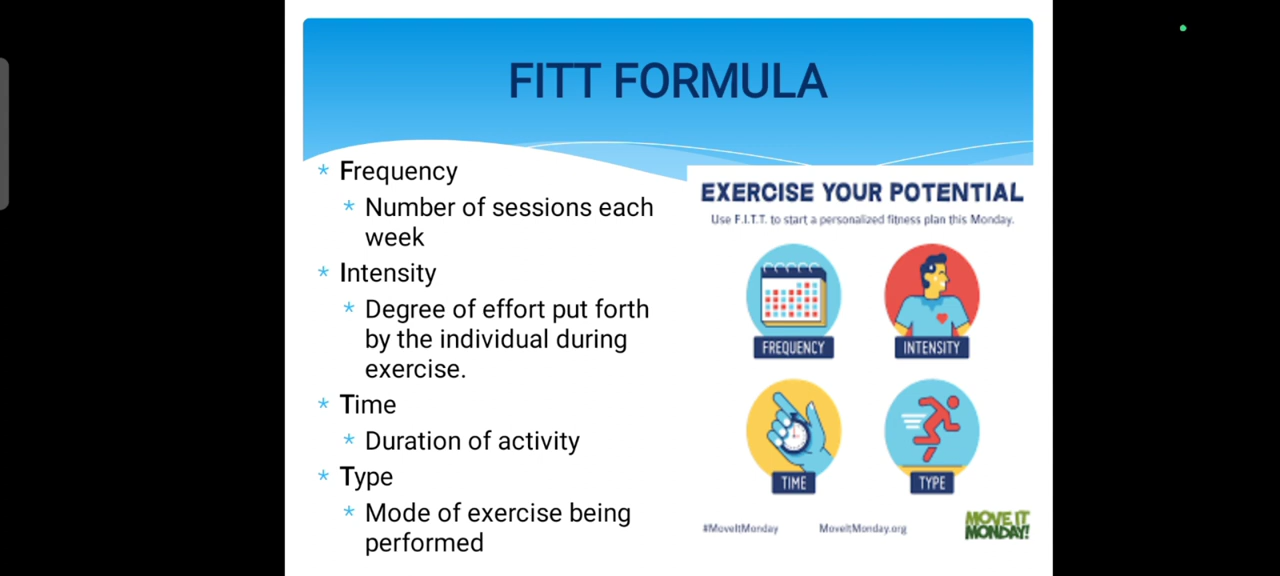 FITT FORMULA
* Frequency
* Number of sessions each
week
* Intensity
* Degree of effort put forth
by the individual during
exercise.
* Time
* Duration of activity
* Type
* Mode of exercise being
performed
EXERCISE YOUR POTENTIAL
Use F.I.T.T. to start a personalized fitness plan this Monday.
FREQUENCY
INTENSITY
TIME
TYPE
#MoveItMonday
MoveItMonday.org
MOVE IT
MONDAY!